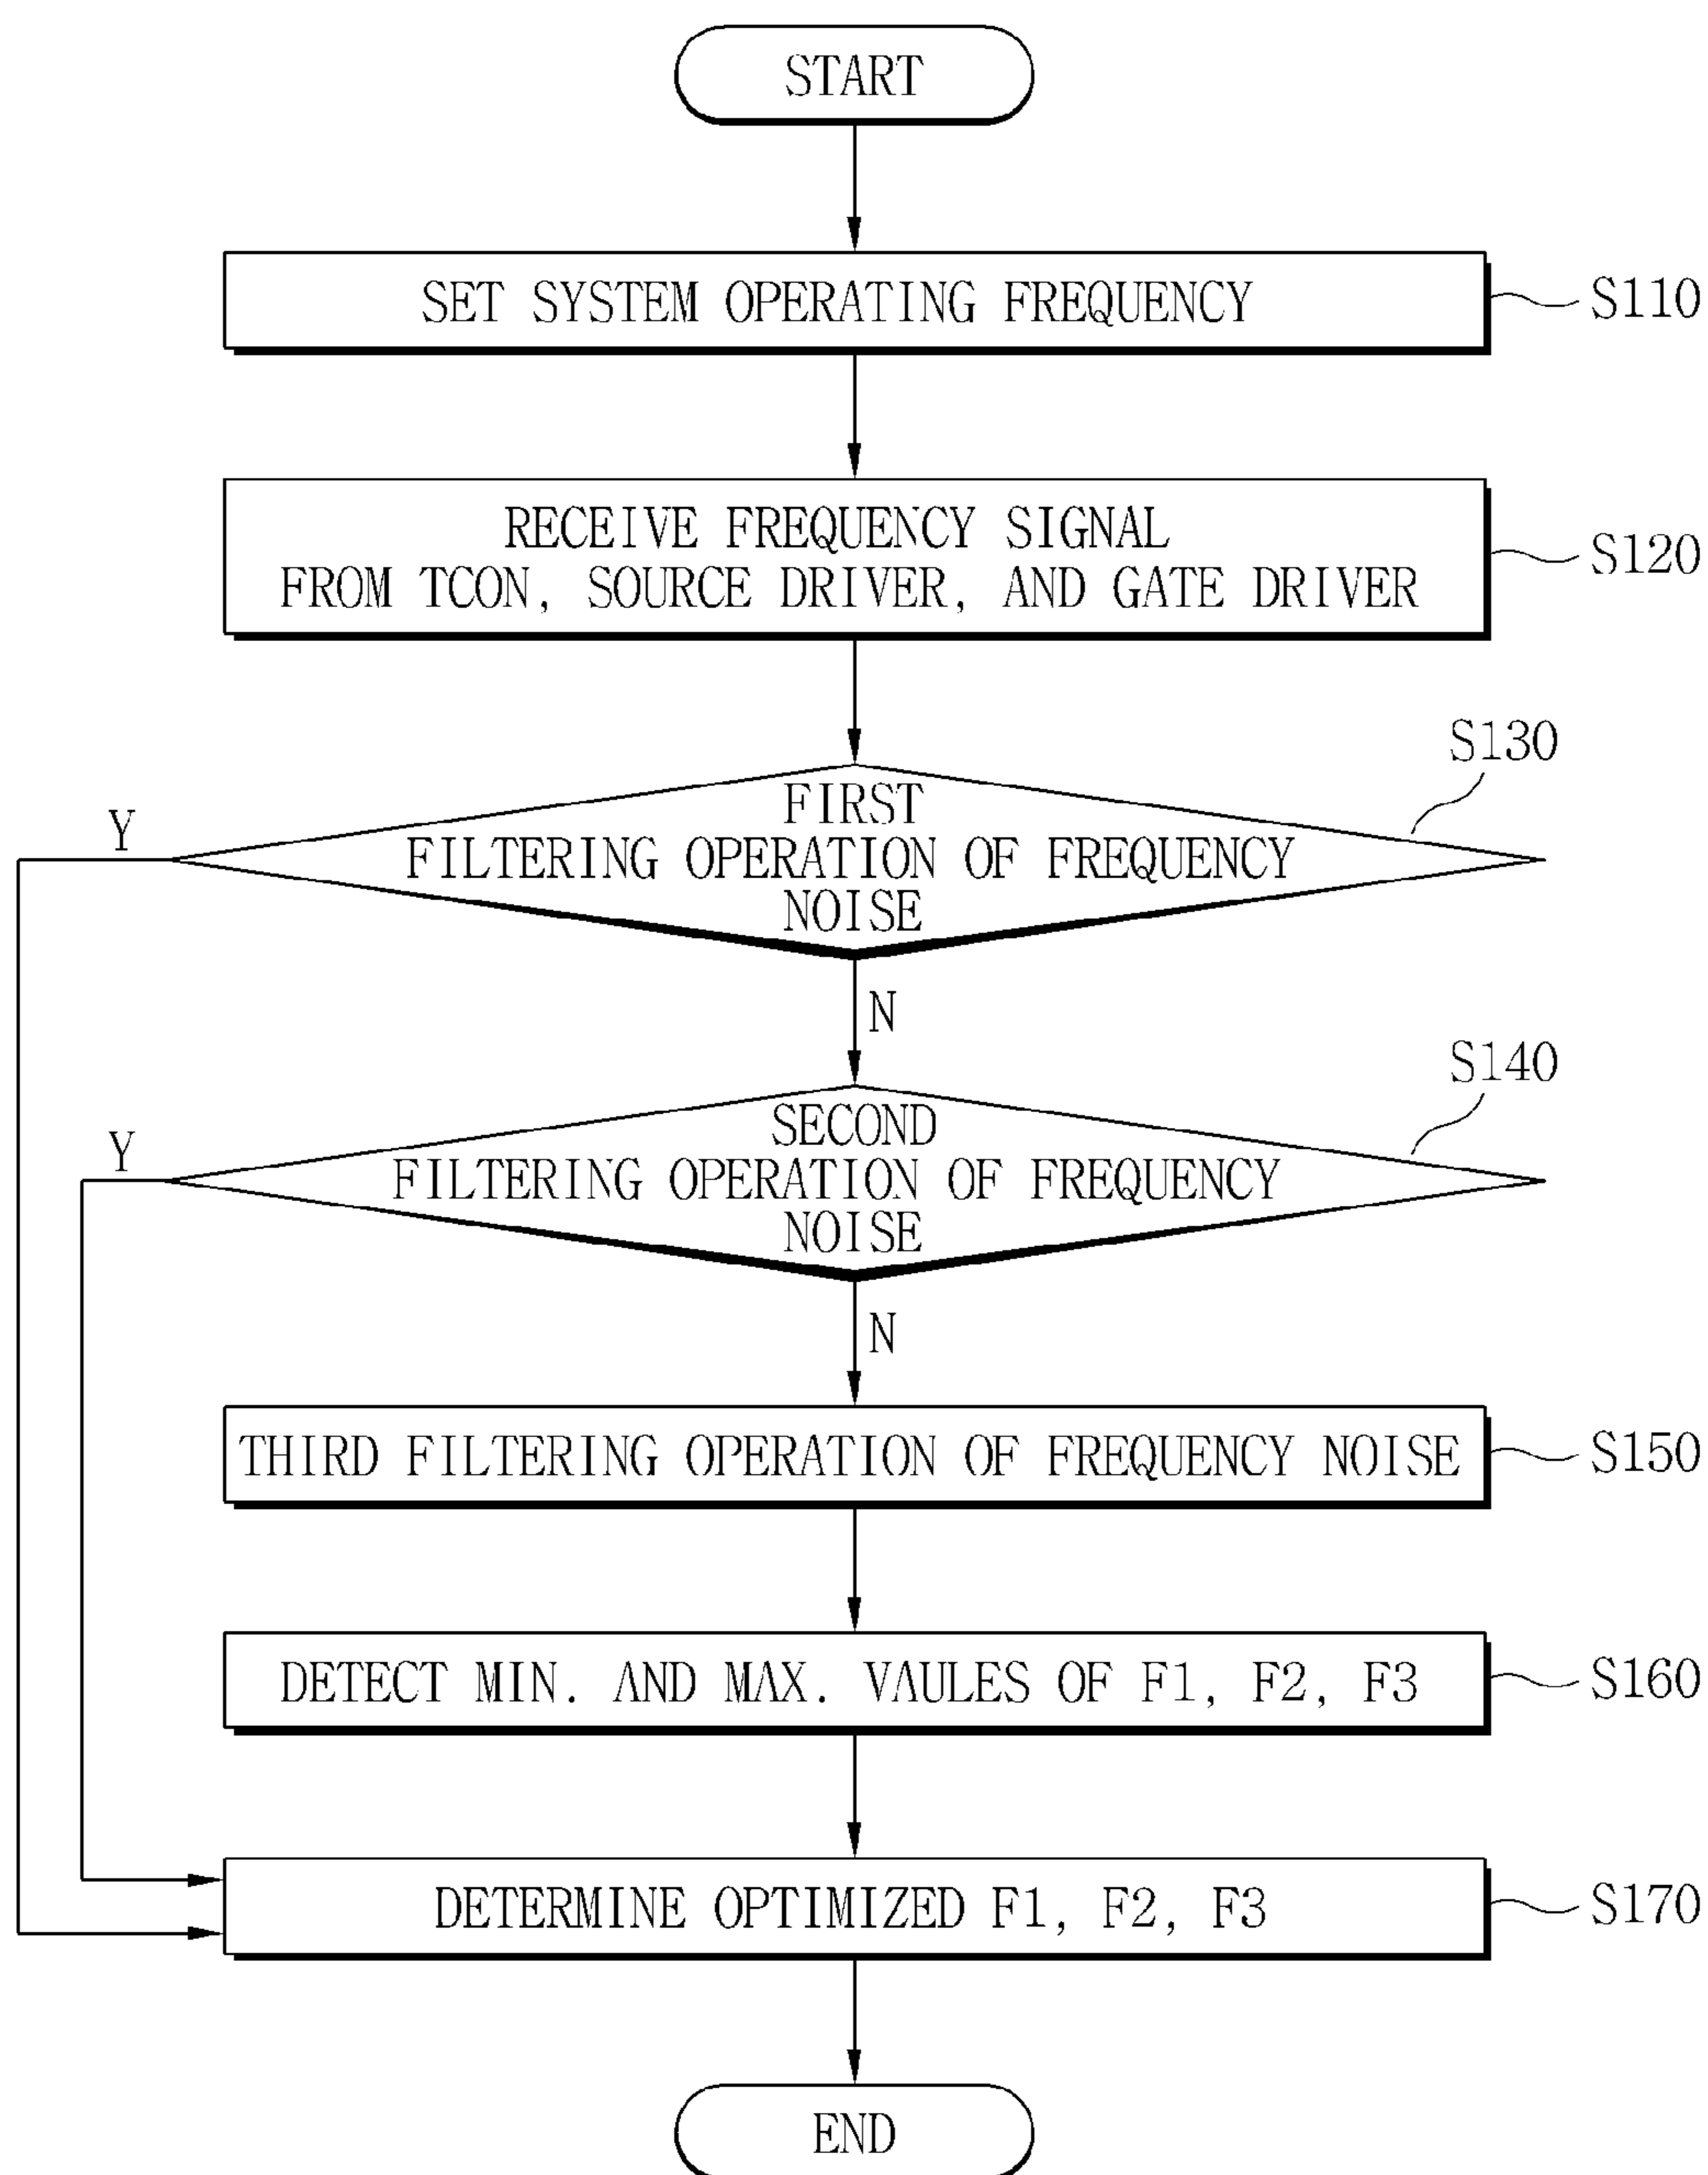 START
SET SYSTEM OPERATING FREQUENCY
S110
RECEIVE FREQUENCY SIGNAL
FROM TCON, SOURCE DRIVER, AND GATE DRIVER
S120
S130
Y
FIRST
FILTERING OPERATION OF FREQUENCY
NOISE
N
S140
Y
SECOND
FILTERING OPERATION OF FREQUENCY
NOISE
N
THIRD FILTERING OPERATION OF FREQUENCY NOISE
S150
DETECT MIN. AND MAX. VAULES OF F1, F2, F3
S160
DETERMINE OPTIMIZED F1, F2, F3
S170
END